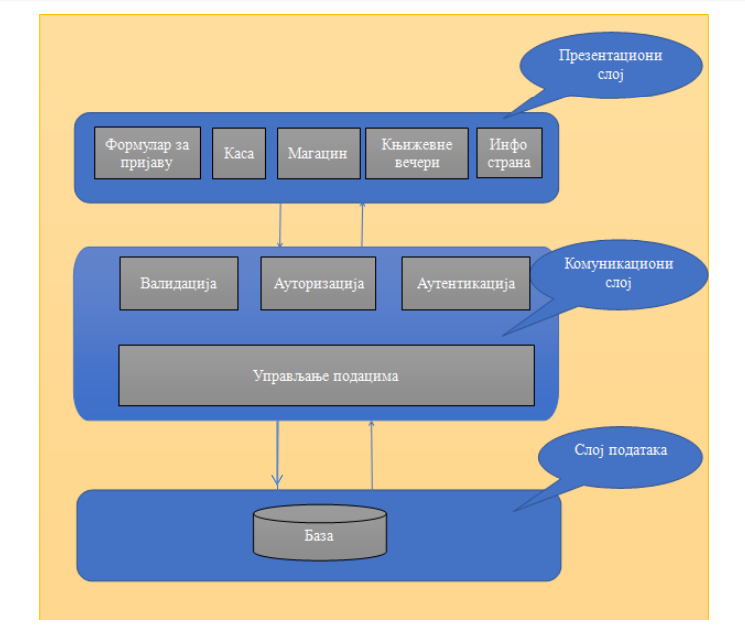 Презентациони
слој
Формулар за
пријаву
Каса
Магацин
Књижевне
вечери
Инфо
страна
Валидација
Ауторизација
Аутентикација
Комуникациони
слој
Управљање подацима
Слој података
База